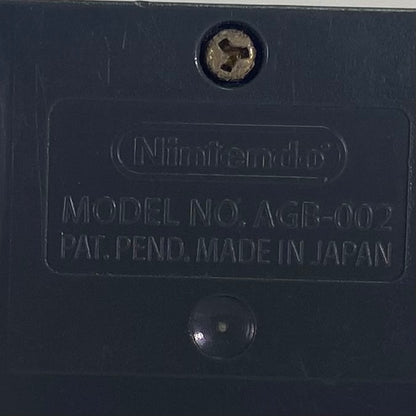 Nintendo®
MODEL NO. AGB-002
PAT. PEND. MADE IN JAPAN